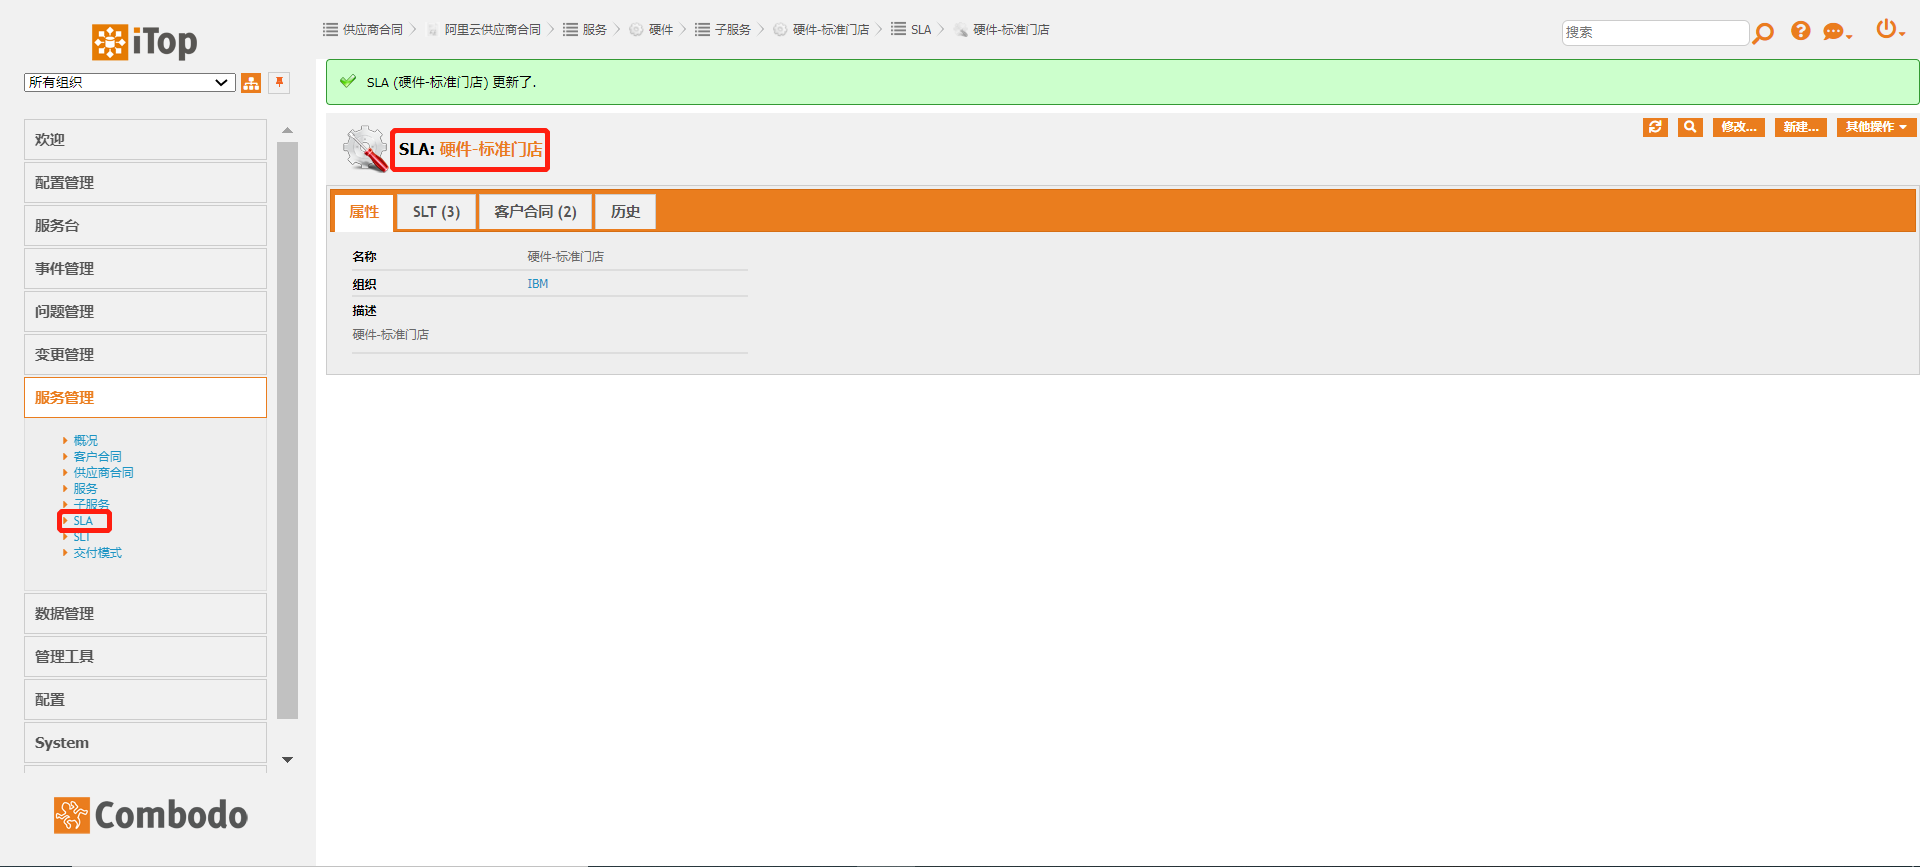 iTop
所有组织
供应商合同 阿里云供应商合同 服务 硬件 子服务 硬件-标准门店 SLA 硬件-标准门店
搜索
SLA (硬件-标准门店) 更新了.
SLA: 硬件-标准门店
修改... 新建... 其他操作
属性 SLT (3) 客户合同 (2) 历史
名称 硬件-标准门店
组织 IBM
描述
硬件-标准门店
欢迎
配置管理
服务台
事件管理
问题管理
变更管理
服务管理
概况
客户合同
供应商合同
服务
子服务
SLA
SLT
交付模式
数据管理
管理工具
配置
System
Combodo